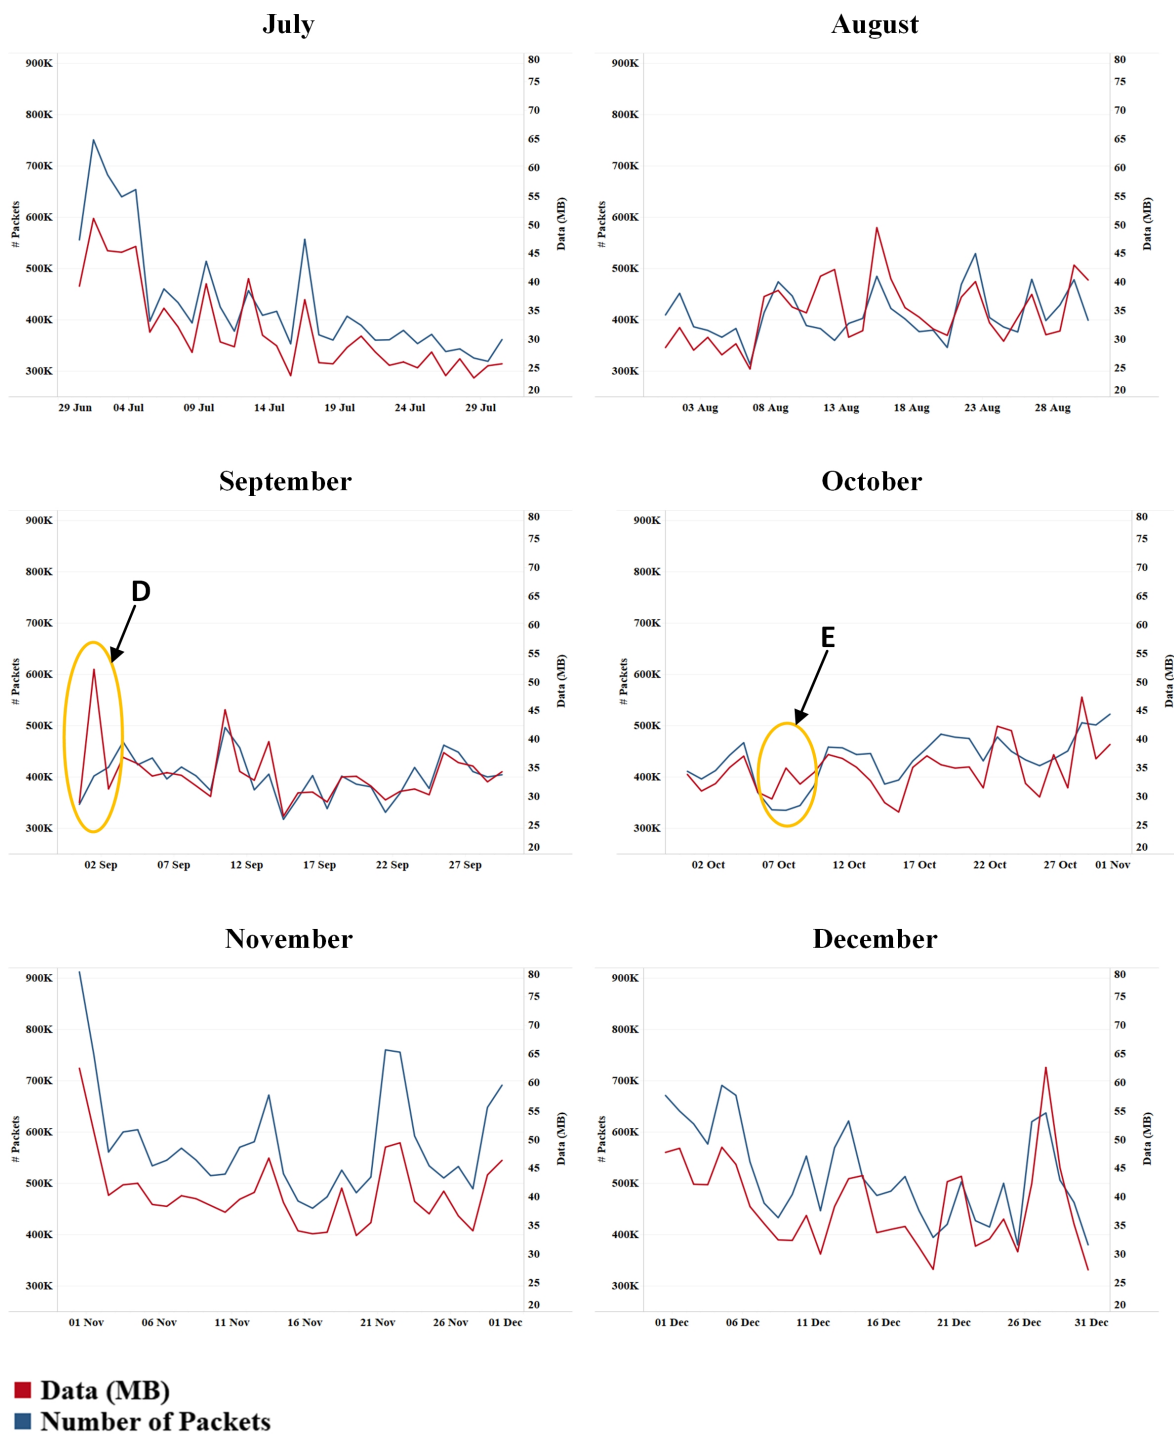 July
August
900K
800K
700K
600K
500K
400K
300K
# Packets
80
75
70
65
60
55
50
45
40
35
30
25
20
Data (MB)
29 Jun 04 Jul 09 Jul 14 Jul 19 Jul 24 Jul 29 Jul
900K
800K
700K
600K
500K
400K
300K
# Packets
80
75
70
65
60
55
50
45
40
35
30
25
20
Data (MB)
03 Aug 08 Aug 13 Aug 18 Aug 23 Aug 28 Aug
September
October
900K
800K
700K
600K
500K
400K
300K
# Packets
D
80
75
70
65
60
55
50
45
40
35
30
25
20
Data (MB)
02 Sep 07 Sep 12 Sep 17 Sep 22 Sep 27 Sep
900K
800K
700K
600K
500K
400K
300K
# Packets
E
80
75
70
65
60
55
50
45
40
35
30
25
20
Data (MB)
02 Oct 07 Oct 12 Oct 17 Oct 22 Oct 27 Oct 01 Nov
November
December
900K
800K
700K
600K
500K
400K
300K
# Packets
80
75
70
65
60
55
50
45
40
35
30
25
20
Data (MB)
01 Nov 06 Nov 11 Nov 16 Nov 21 Nov 26 Nov 01 Dec
900K
800K
700K
600K
500K
400K
300K
# Packets
80
75
70
65
60
55
50
45
40
35
30
25
20
Data (MB)
01 Dec 06 Dec 11 Dec 16 Dec 21 Dec 26 Dec 31 Dec
Data (MB)
Number of Packets